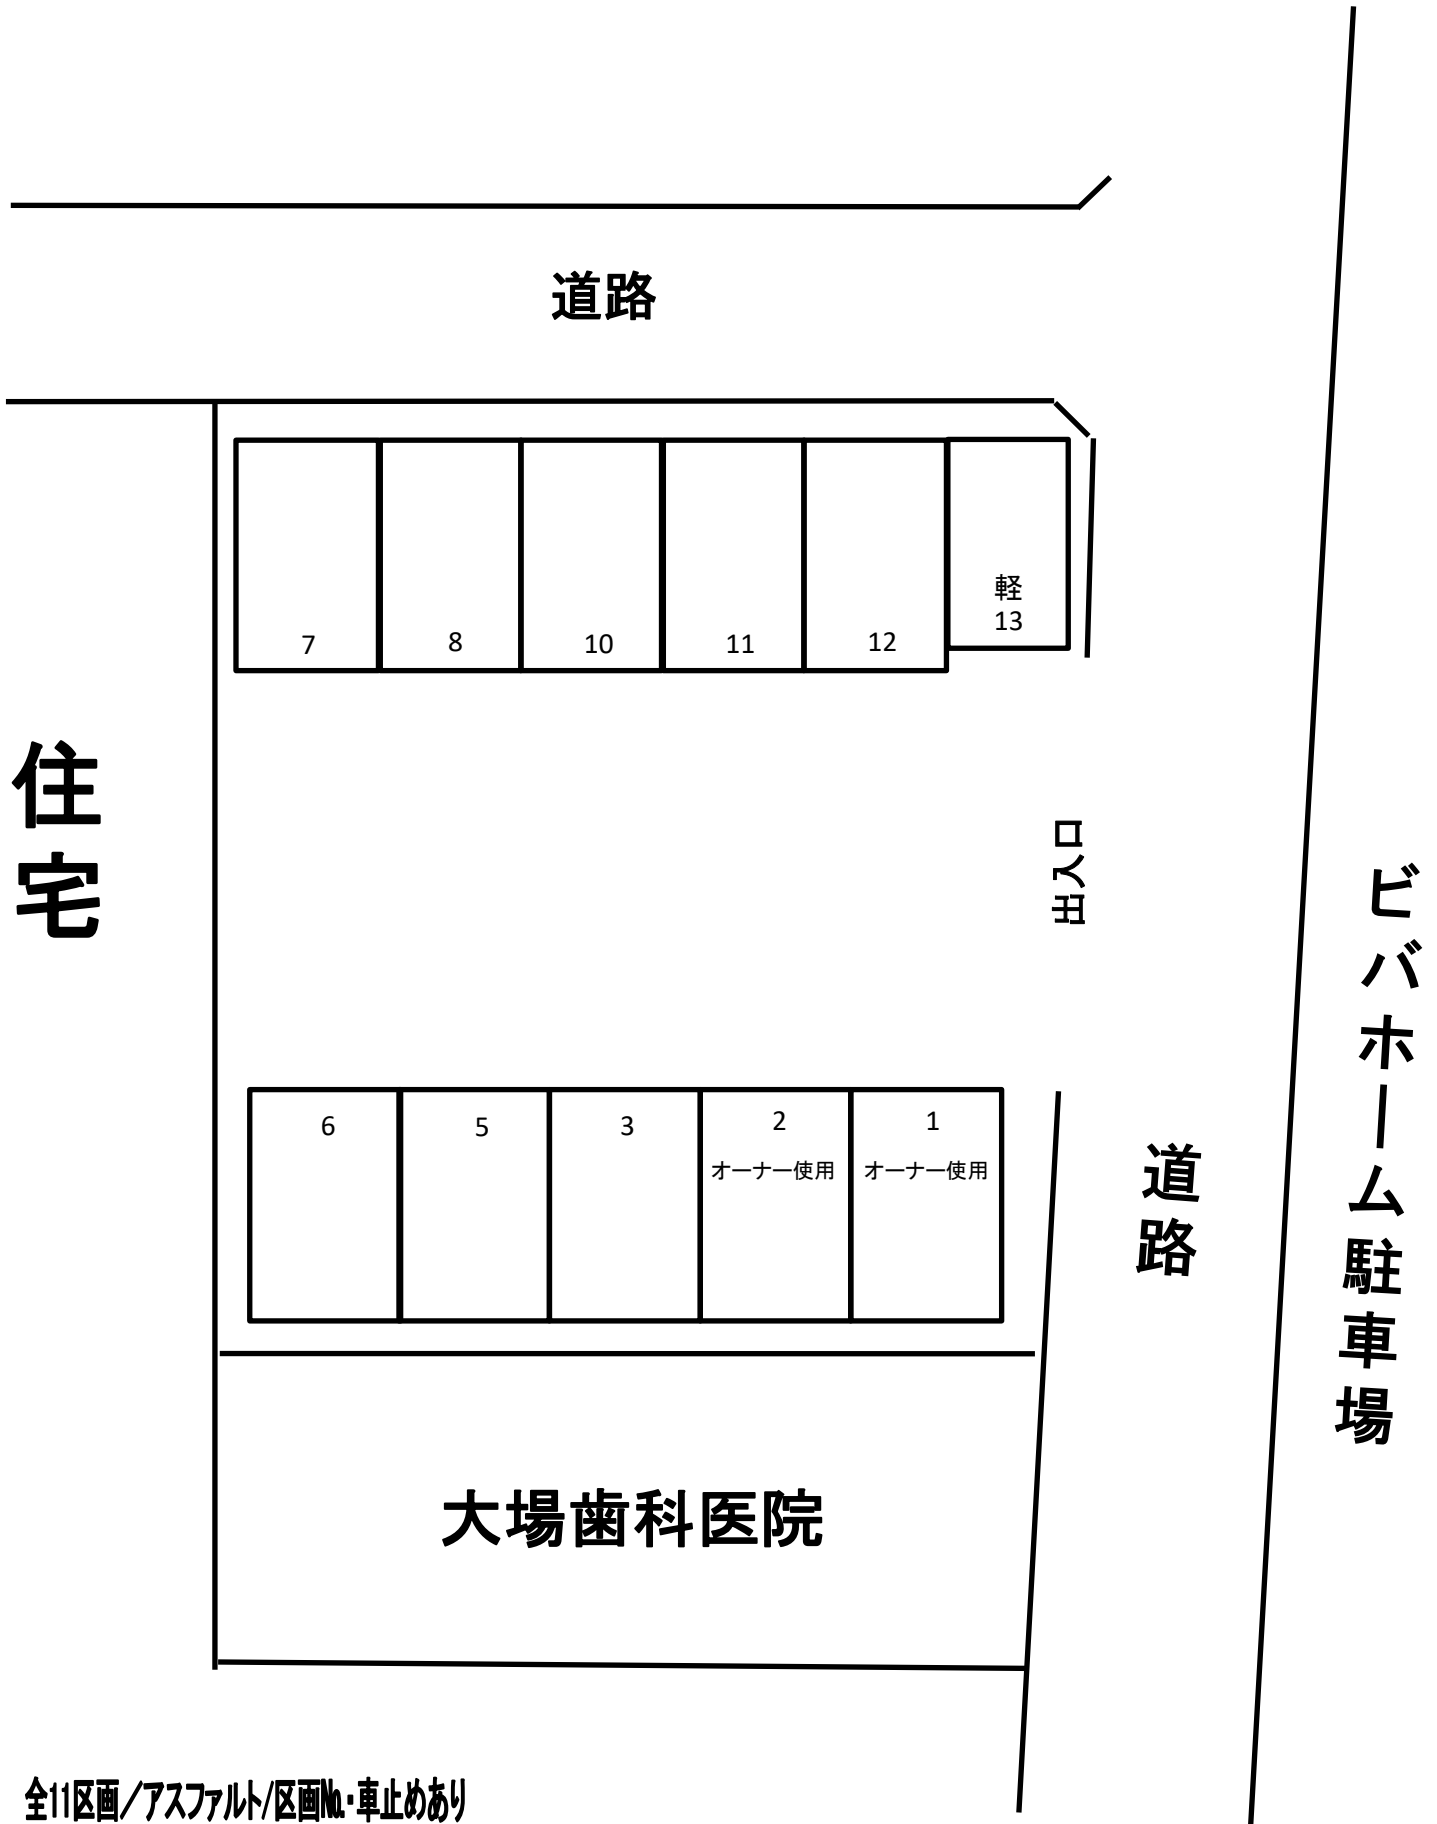 道路
7
8
10
11
12
軽
13
住宅
出入口
ビバホーム駐車場
6
5
3
2
オーナー使用
1
オーナー使用
道路
大場歯科医院
全11区画／アスファルト/区画№・車止めあり